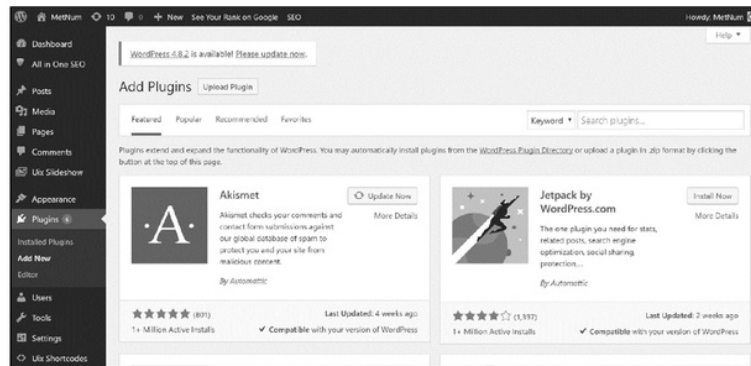 MetNum 10 0 + New See Your Rank on Google SEO Howdy, MetNum
Help ▼
Dashboard
All in One SEO
Posts
Media
Pages
Comments
Uix Slideshow
Appearance
Plugins 6
Installed Plugins
Add New
Editor
Users
Tools
Settings
Uix Shortcodes
WordPress 4.8.2 is available! Please update now.
Add Plugins Upload Plugin
Featured Popular Recommended Favorites Keyword ▼ Search plugins...
Plugins extend and expand the functionality of WordPress. You may automatically install plugins from the WordPress Plugin Directory or upload a plugin in .zip format by clicking the
button at the top of this page.
·A·
Akismet
Update Now
More Details
Akismet checks your comments and
contact form submissions against
our global database of spam to
protect you and your site from
malicious content.
By Automattic
(801) Last Updated: 4 weeks ago
1+ Million Active Installs ✔ Compatible with your version of WordPress
Jetpack by
WordPress.com
Install Now
More Details
The one plugin you need for stats,
related posts, search engine
optimization, social sharing,
protection...
By Automattic
(1,397) Last Updated: 2 weeks ago
1+ Million Active Installs ✔ Compatible with your version of WordPress